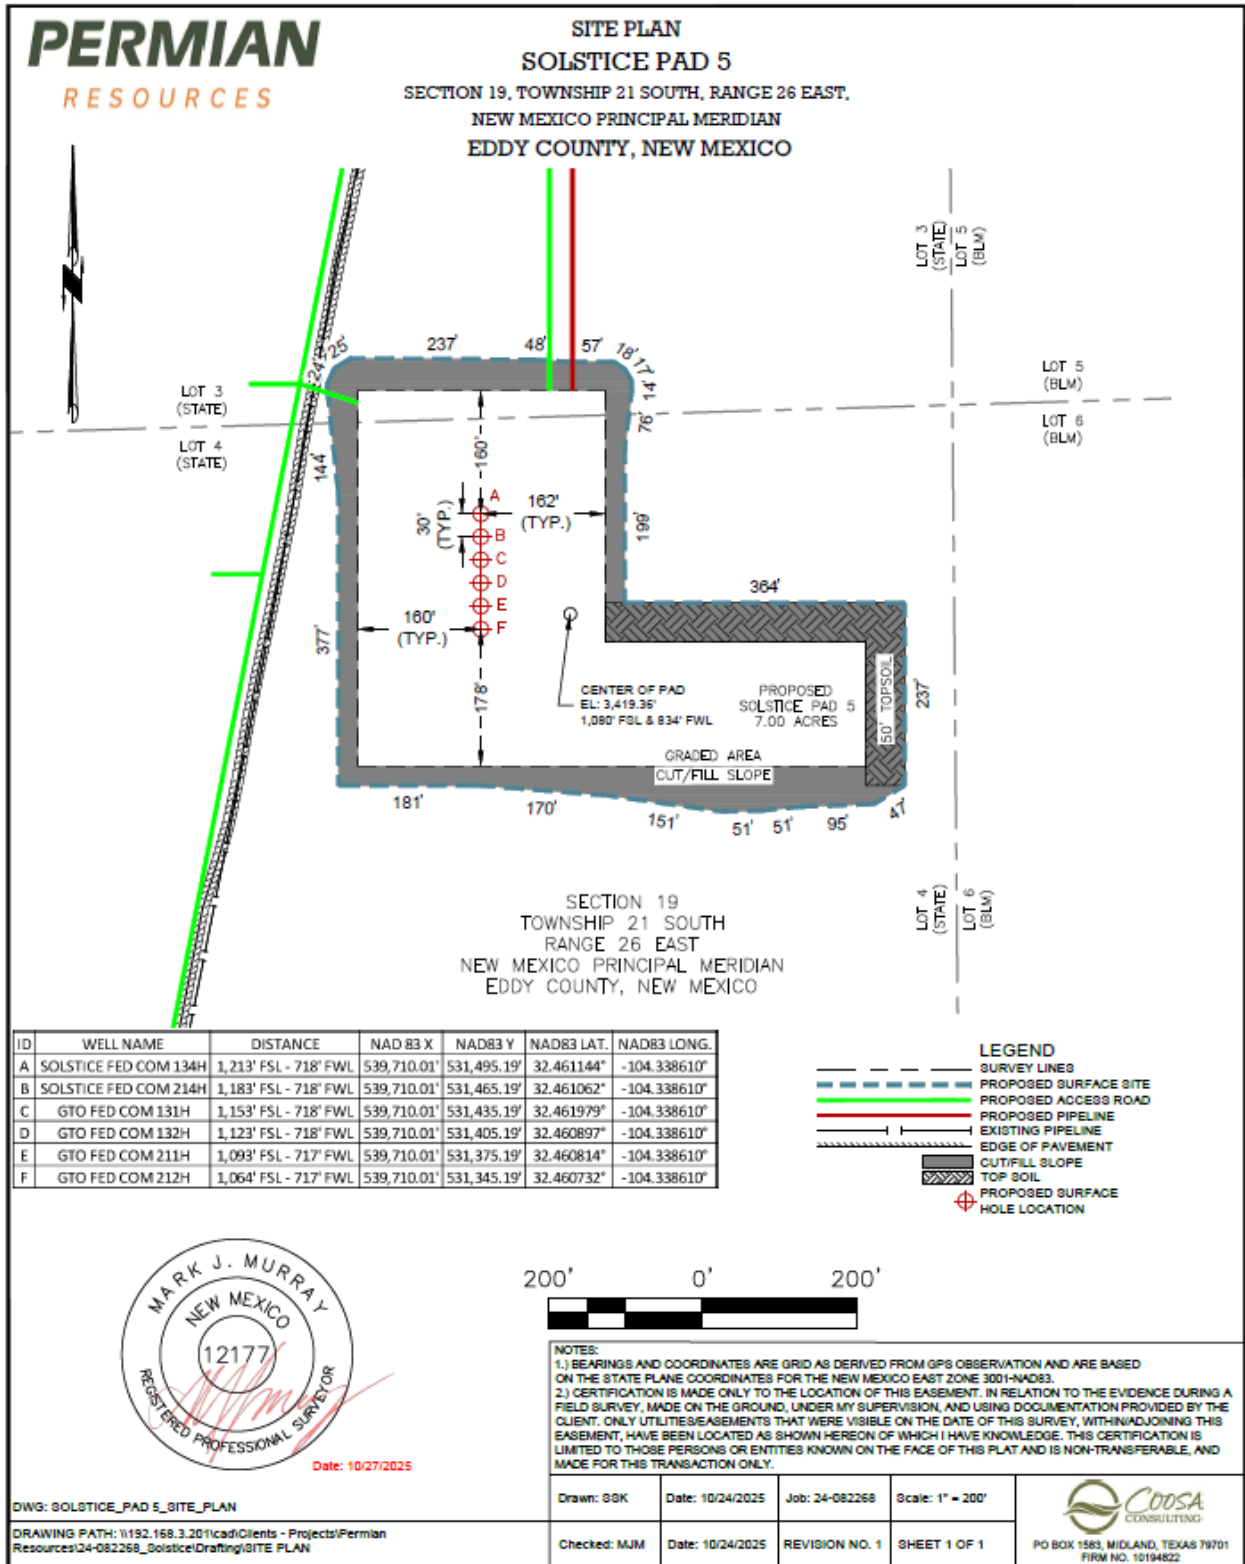 PERMIAN
RESOURCES
SITE PLAN
SOLSTICE PAD 5
SECTION 19, TOWNSHIP 21 SOUTH, RANGE 26 EAST,
NEW MEXICO PRINCIPAL MERIDIAN
EDDY COUNTY, NEW MEXICO
N
LOT 3
(STATE)
LOT 5
(BLM)
24'
25'
237'
48'
57'
18'
17'
14'
76'
LOT 3
(STATE)
LOT 4
(STATE)
LOT 5
(BLM)
LOT 6
(BLM)
144'
160'
A
162'
(TYP.)
30'
(TYP.)
B
C
D
E
F
199'
364'
377'
160'
(TYP.)
178'
CENTER OF PAD
EL: 3,419.36'
1,080' FSL & 834' FWL
PROPOSED
SOLSTICE PAD 5
7.00 ACRES
50' TOPSOIL
237'
GRADED AREA
CUT/FILL SLOPE
181'
170'
151'
51'
51'
95'
47'
LOT 4
(STATE)
LOT 6
(BLM)
SECTION 19
TOWNSHIP 21 SOUTH
RANGE 26 EAST
NEW MEXICO PRINCIPAL MERIDIAN
EDDY COUNTY, NEW MEXICO
ID WELL NAME DISTANCE NAD 83 X NAD83 Y NAD83 LAT. NAD83 LONG.
A SOLSTICE FED COM 134H 1,213' FSL - 718' FWL 539,710.01' 531,495.19' 32.461144° -104.338610°
B SOLSTICE FED COM 214H 1,183' FSL - 718' FWL 539,710.01' 531,465.19' 32.461062° -104.338610°
C GTO FED COM 131H 1,153' FSL - 718' FWL 539,710.01' 531,435.19' 32.461979° -104.338610°
D GTO FED COM 132H 1,123' FSL - 718' FWL 539,710.01' 531,405.19' 32.460897° -104.338610°
E GTO FED COM 211H 1,093' FSL - 717' FWL 539,710.01' 531,375.19' 32.460814° -104.338610°
F GTO FED COM 212H 1,064' FSL - 717' FWL 539,710.01' 531,345.19' 32.460732° -104.338610°
LEGEND
SURVEY LINES
PROPOSED SURFACE SITE
PROPOSED ACCESS ROAD
PROPOSED PIPELINE
EXISTING PIPELINE
EDGE OF PAVEMENT
CUT/FILL SLOPE
TOP SOIL
PROPOSED SURFACE
HOLE LOCATION
MARK J. MURRAY
NEW MEXICO
12177
REGISTERED PROFESSIONAL SURVEYOR
Date: 10/27/2025
200' 0' 200'
NOTES:
1.) BEARINGS AND COORDINATES ARE GRID AS DERIVED FROM GPS OBSERVATION AND ARE BASED
ON THE STATE PLANE COORDINATES FOR THE NEW MEXICO EAST ZONE 3001-NAD83.
2.) CERTIFICATION IS MADE ONLY TO THE LOCATION OF THIS EASEMENT. IN RELATION TO THE EVIDENCE DURING A
FIELD SURVEY, MADE ON THE GROUND, UNDER MY SUPERVISION, AND USING DOCUMENTATION PROVIDED BY THE
CLIENT. ONLY UTILITIES/EASEMENTS THAT WERE VISIBLE ON THE DATE OF THIS SURVEY, WITHIN/ADJOINING THIS
EASEMENT, HAVE BEEN LOCATED AS SHOWN HEREON OF WHICH I HAVE KNOWLEDGE. THIS CERTIFICATION IS
LIMITED TO THOSE PERSONS OR ENTITIES KNOWN ON THE FACE OF THIS PLAT AND IS NON-TRANSFERABLE, AND
MADE FOR THIS TRANSACTION ONLY.
DWG: SOLSTICE_PAD 5_SITE_PLAN
DRAWING PATH: \\192.168.3.201\cad\Clients - Projects\Permian
Resources\24-082268_Solstice\Drafting\SITE PLAN
Drawn: SSK Date: 10/24/2025 Job: 24-082268 Scale: 1" = 200'
Checked: MJM Date: 10/24/2025 REVISION NO. 1 SHEET 1 OF 1
COOSA
CONSULTING
PO BOX 1583, MIDLAND, TEXAS 79701
FIRM NO. 10194822